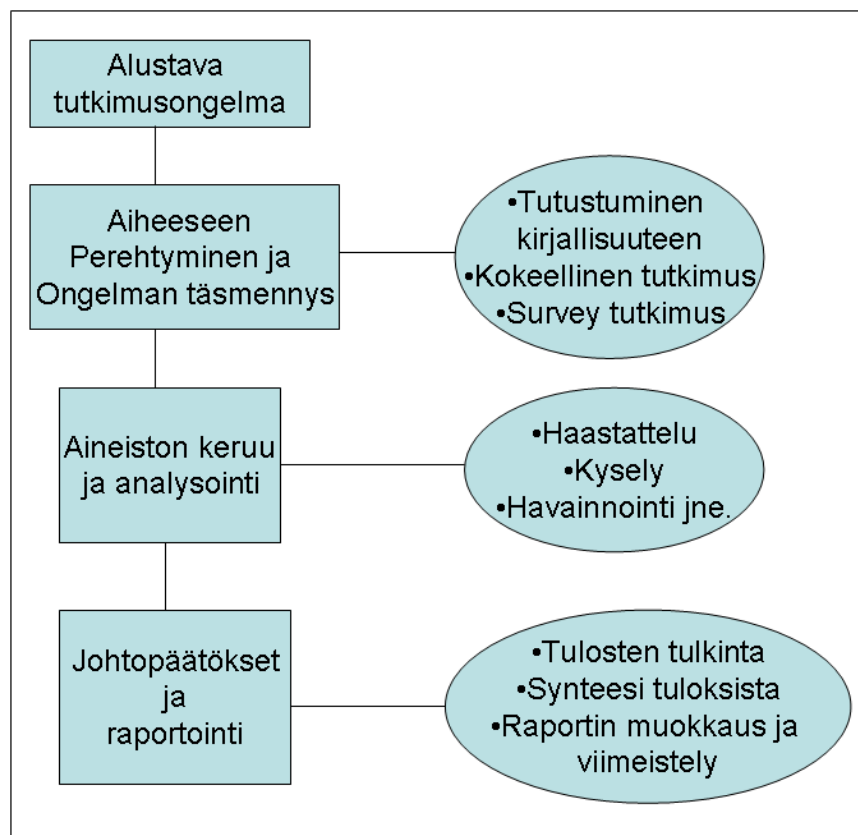 Alustava
tutkimusongelma
Aiheeseen
Perehtyminen ja
Ongelman täsmennys
•Tutustuminen
kirjallisuuteen
•Kokeellinen tutkimus
•Survey tutkimus
Aineiston keruu
ja analysointi
•Haastattelu
•Kysely
•Havainnointi jne.
Johtopäätökset
ja
raportointi
•Tulosten tulkinta
•Synteesi tuloksista
•Raportin muokkaus ja
viimeistely